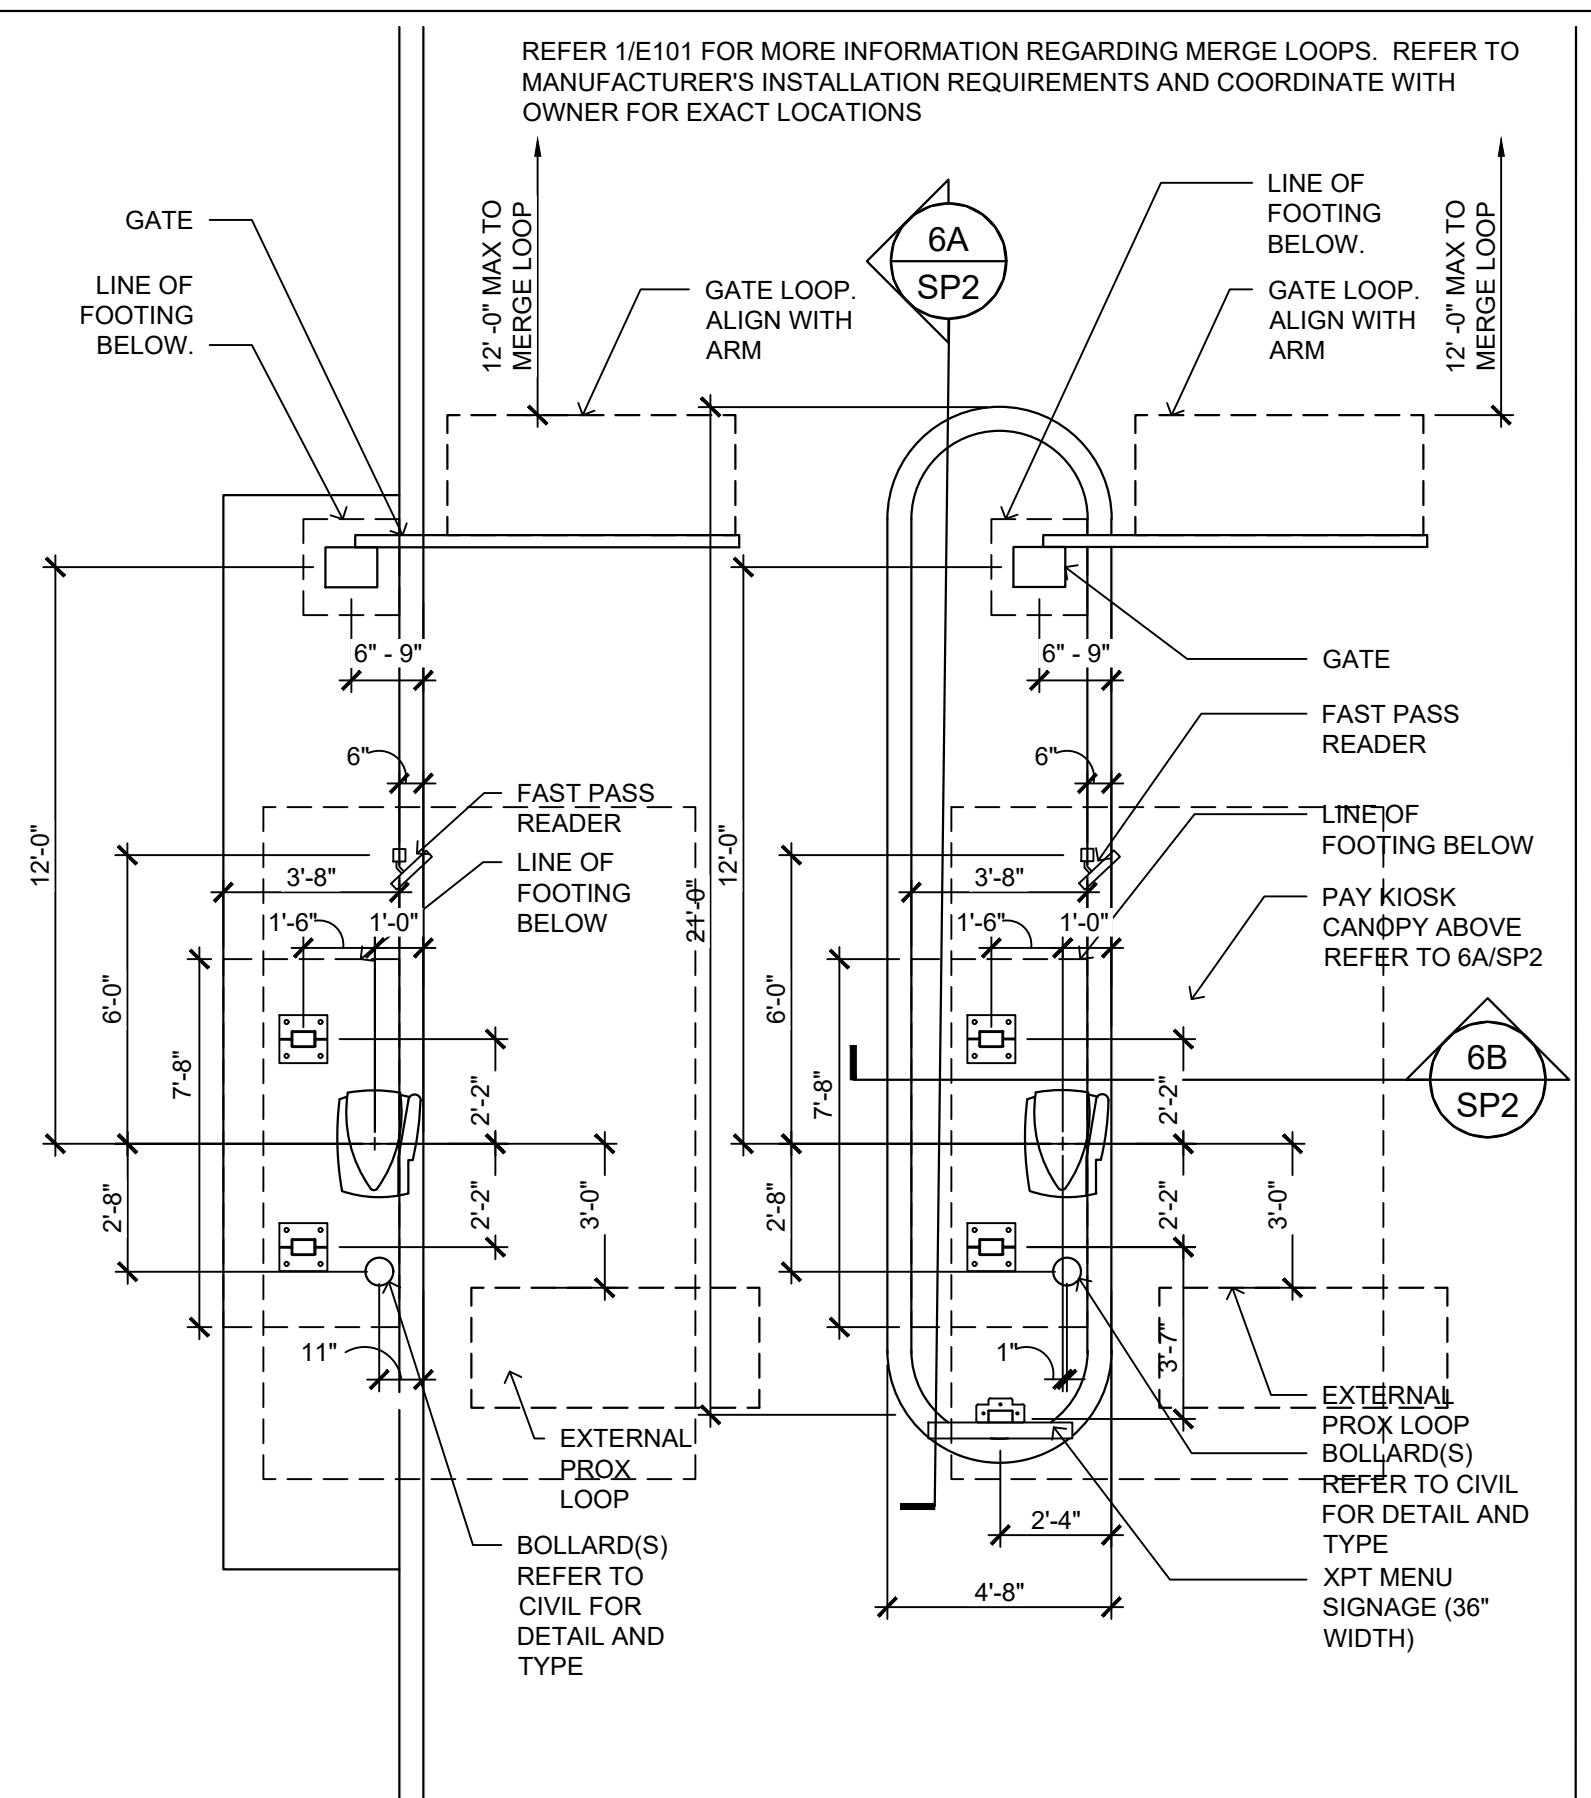 REFER 1/E101 FOR MORE INFORMATION REGARDING MERGE LOOPS.  REFER TO
MANUFACTURER'S INSTALLATION REQUIREMENTS AND COORDINATE WITH
OWNER FOR EXACT LOCATIONS
GATE
LINE OF
FOOTING
BELOW.
12' -0" MAX TO
MERGE LOOP
GATE LOOP.
ALIGN WITH
ARM
6A
SP2
LINE OF
FOOTING
BELOW.
GATE LOOP.
ALIGN WITH
ARM
12' -0" MAX TO
MERGE LOOP
6" - 9"
6"
12'-0"
FAST PASS
READER
3'-8"
LINE OF
FOOTING
BELOW
1'-6"
1'-0"
6'-0"
7'-8"
2'-2"
2'-8"
2'-2"
3'-0"
11"
EXTERNAL
PROX
LOOP
BOLLARD(S)
REFER TO
CIVIL FOR
DETAIL AND
TYPE
21'-0"
12'-0"
6" - 9"
GATE
6"
FAST PASS
READER
LINE OF
FOOTING BELOW
3'-8"
1'-6"
1'-0"
PAY KIOSK
CANOPY ABOVE
REFER TO 6A/SP2
6'-0"
7'-8"
6B
SP2
2'-2"
2'-8"
2'-2"
3'-0"
1"
3'-7"
EXTERNAL
PROX LOOP
BOLLARD(S)
REFER TO CIVIL
FOR DETAIL AND
TYPE
2'-4"
4'-8"
XPT MENU
SIGNAGE (36"
WIDTH)